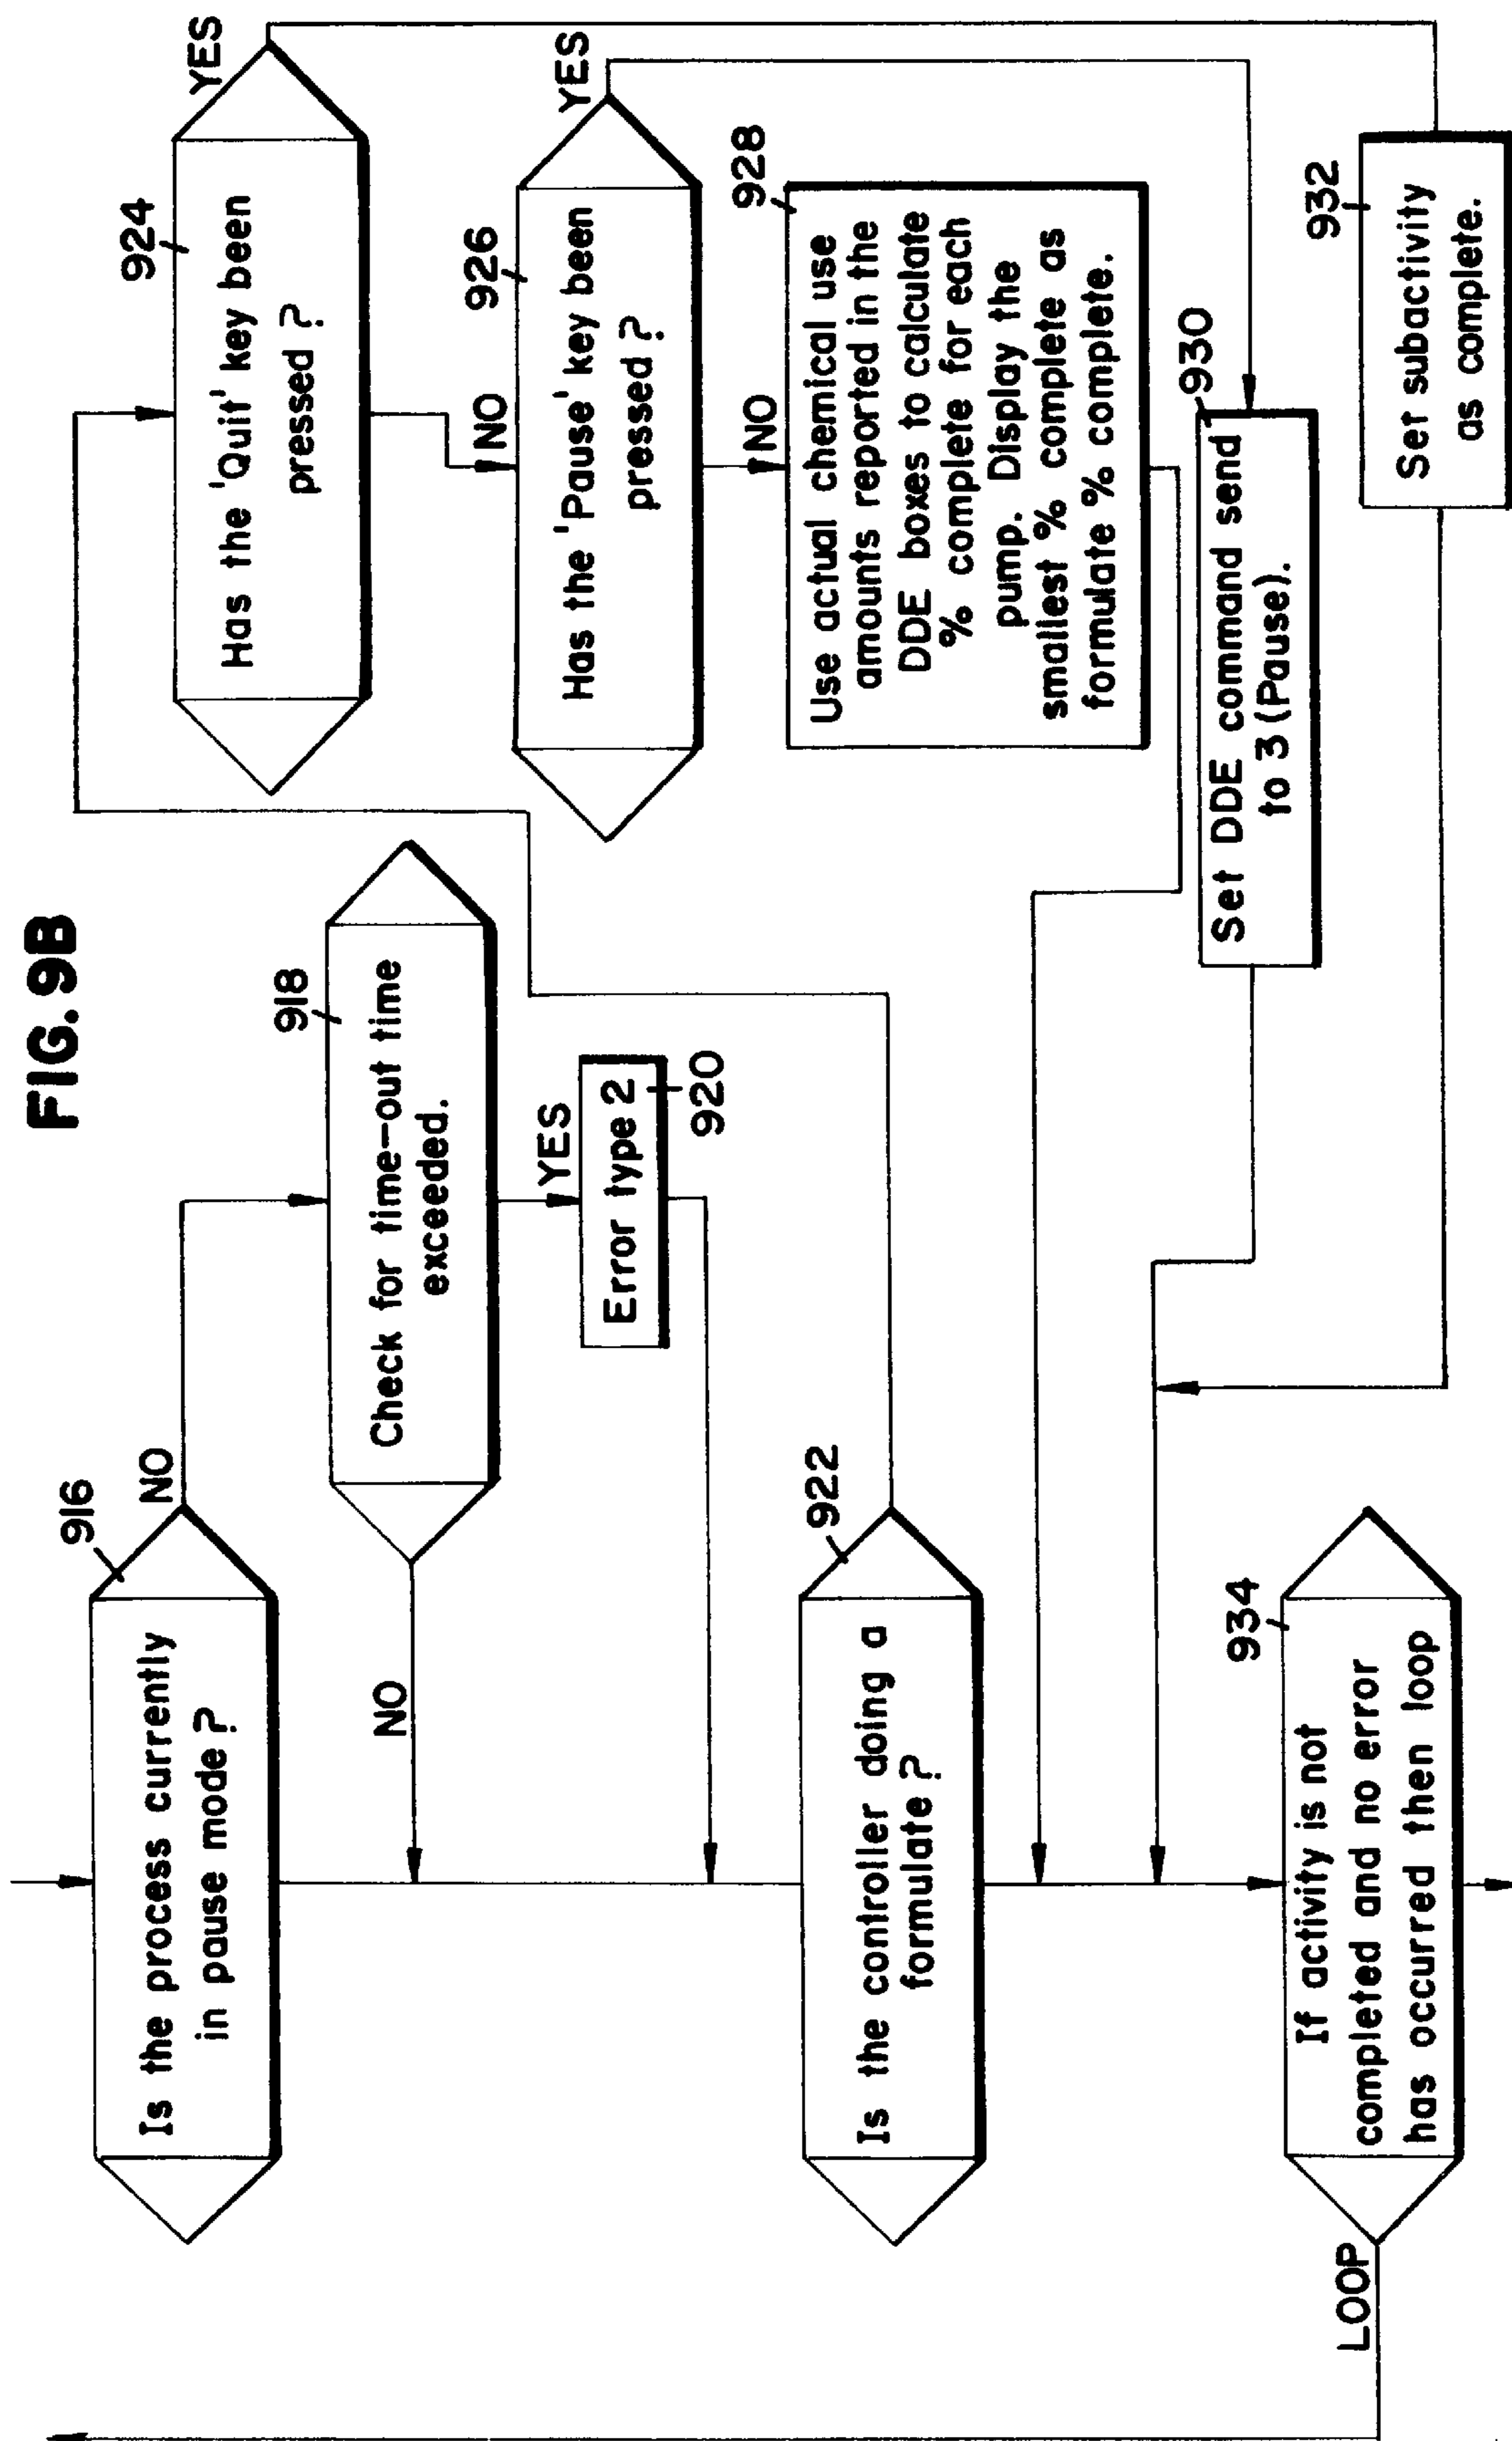 FIG. 9B
916
Is the process currently
in pause mode?
NO
918
Check for time-out time
exceeded.
NO
YES
Error type 2
920
922
Is the controller doing a
formulate?
924
Has the 'Quit' key been
pressed?
YES
NO
926
Has the 'Pause' key been
pressed?
YES
NO
928
Use actual chemical use
amounts reported in the
DDE boxes to calculate
% complete for each
pump. Display the
smallest % complete as
formulate % complete.
930
Set DDE command send
to 3 (Pause).
932
Set subactivity
as complete.
934
If activity is not
completed and no error
has occurred then loop
LOOP